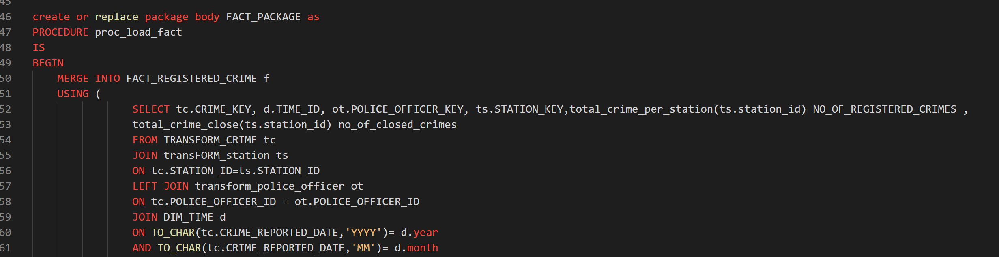 45
46 create or replace package body FACT_PACKAGE as
47 PROCEDURE proc_load_fact
48 IS
49 BEGIN
50 MERGE INTO FACT_REGISTERED_CRIME f
51 USING (
52 SELECT tc.CRIME_KEY, d.TIME_ID, ot.POLICE_OFFICER_KEY, ts.STATION_KEY,total_crime_per_station(ts.station_id) NO_OF_REGISTERED_CRIMES ,
53 total_crime_close(ts.station_id) no_of_closed_crimes
54 FROM TRANSFORM_CRIME tc
55 JOIN transFORM_station ts
56 ON tc.STATION_ID=ts.STATION_ID
57 LEFT JOIN transform_police_officer ot
58 ON tc.POLICE_OFFICER_ID = ot.POLICE_OFFICER_ID
59 JOIN DIM_TIME d
60 ON TO_CHAR(tc.CRIME_REPORTED_DATE,'YYYY')= d.year
61 AND TO_CHAR(tc.CRIME_REPORTED_DATE,'MM')= d.month